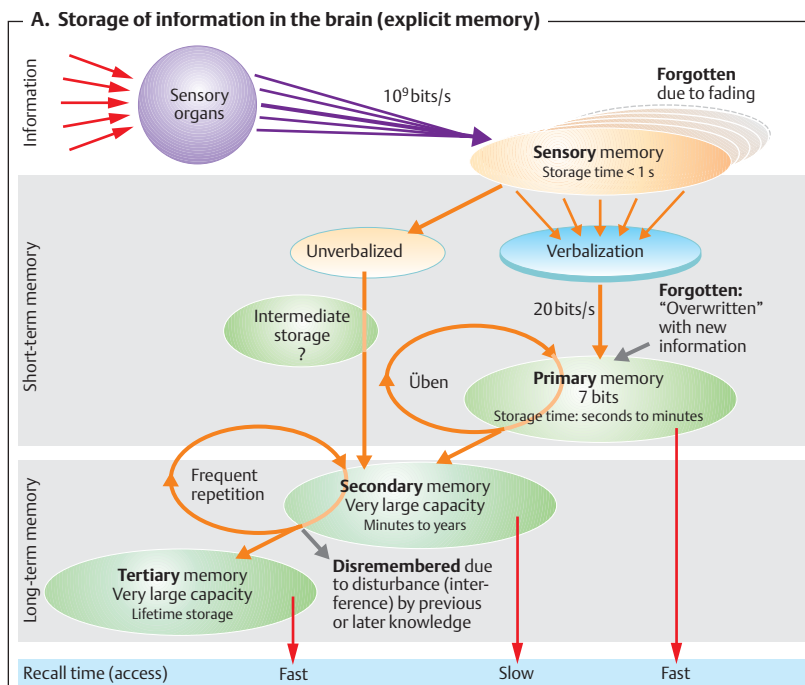 A. Storage of information in the brain (explicit memory)
Information
Sensory
organs
10⁹ bits/s
Forgotten
due to fading
Sensory memory
Storage time < 1 s
Short-term memory
Unverbalized
Verbalization
Intermediate
storage
?
20 bits/s
Forgotten:
“Overwritten”
with new
information
Üben
Primary memory
7 bits
Storage time: seconds to minutes
Long-term memory
Frequent
repetition
Secondary memory
Very large capacity
Minutes to years
Tertiary memory
Very large capacity
Lifetime storage
Disremembered due
to disturbance (inter-
ference) by previous
or later knowledge
Recall time (access)
Fast
Slow
Fast